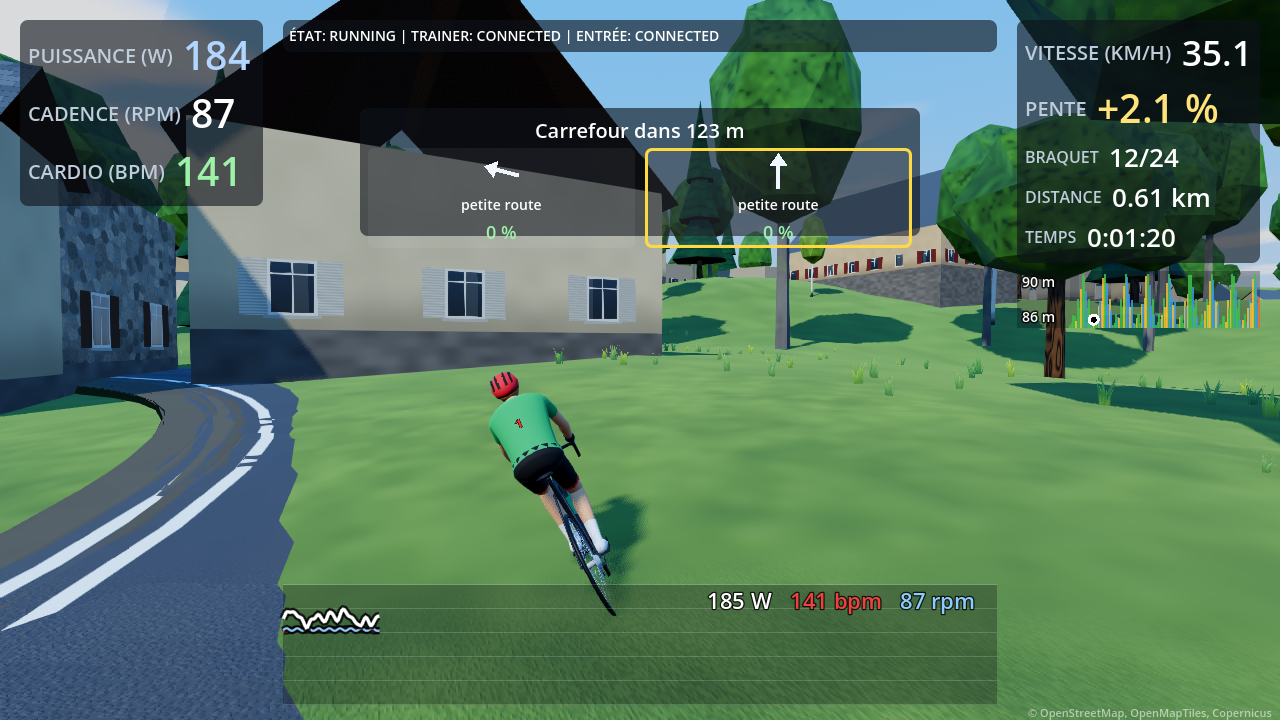 PUISSANCE (W) 184
CADENCE (RPM) 87
CARDIO (BPM) 141
ÉTAT: RUNNING | TRAINER: CONNECTED | ENTRÉE: CONNECTED
Carrefour dans 123 m
petite route
0 %
petite route
0 %
VITESSE (KM/H) 35.1
PENTE +2.1 %
BRAQUET 12/24
DISTANCE 0.61 km
TEMPS 0:01:20
90 m
86 m
1
185 W 141 bpm 87 rpm
© OpenStreetMap, OpenMapTiles, Copernicus